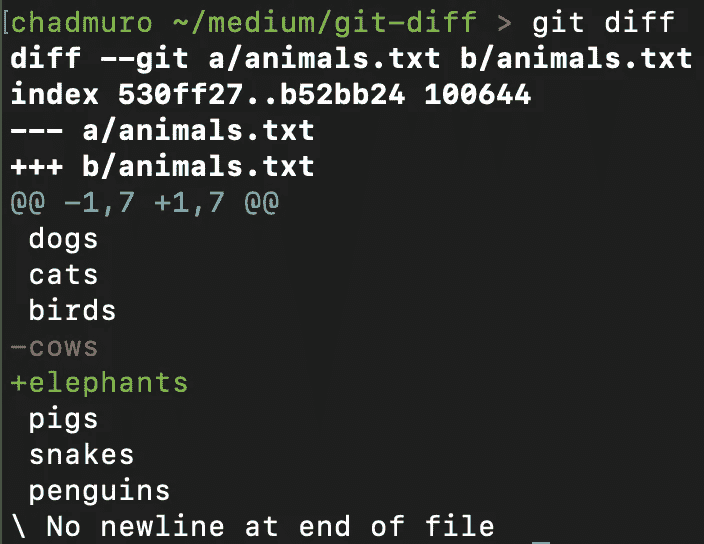 [chadmuro ~/medium/git-diff > git diff
diff --git a/animals.txt b/animals.txt
index 530ff27..b52bb24 100644
--- a/animals.txt
+++ b/animals.txt
@@ -1,7 +1,7 @@
 dogs
 cats
 birds
-cows
+elephants
 pigs
 snakes
 penguins
\ No newline at end of file